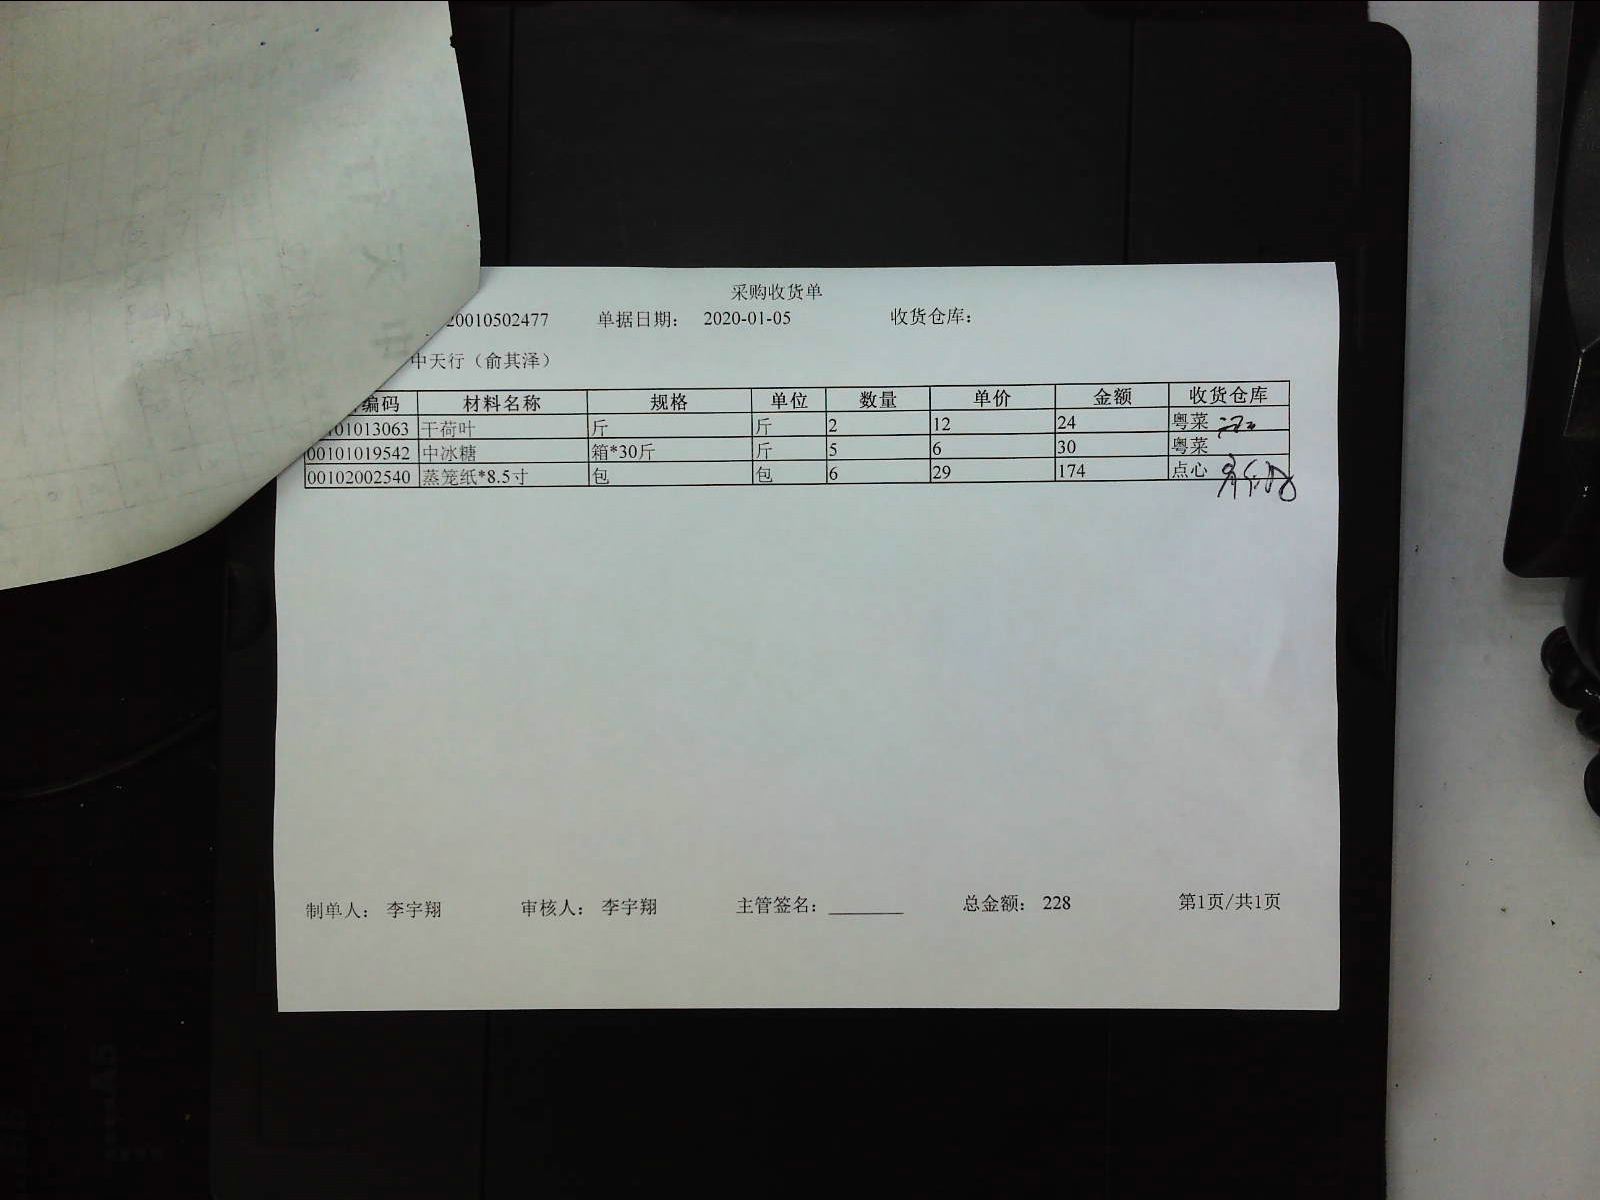 采购收货单
20010502477 单据日期: 2020-01-05 收货仓库:
中天行（俞其泽）
编码 材料名称 规格 单位 数量 单价 金额 收货仓库
01013063 干荷叶 斤 斤 2 12 24 粤菜
00101019542 中冰糖 箱*30斤 斤 5 6 30 粤菜
00102002540 蒸笼纸*8.5寸 包 包 6 29 174 点心
制单人: 李宇翔 审核人: 李宇翔 主管签名: ________ 总金额: 228 第1页/共1页